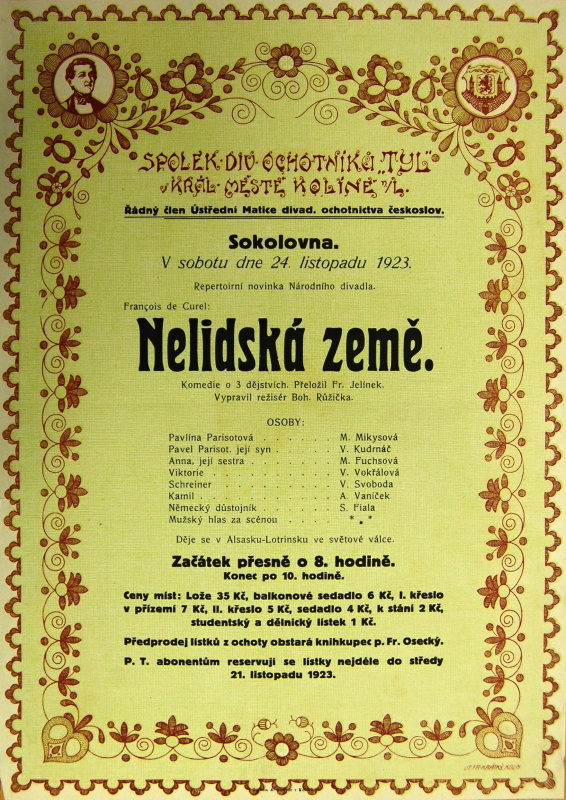 SPOLEK DIV. OCHOTNÍKŮ „TYL“
V KRÁL. MĚSTĚ KOLÍNĚ n/L.
Řádný člen Ústřední Matice divad. ochotnictva českoslov.
Sokolovna.
V sobotu dne 24. listopadu 1923.
Repertoirní novinka Národního divadla.
François de Curel:
Nelidská země.
Komedie o 3 dějstvích. Přeložil Fr. Jelínek.
Vypravil režisér Boh. Růžička.
OSOBY:
Pavlína Parisotová . . . . . . . M. Mikysová
Pavel Parisot, její syn . . . . . . V. Kudrnáč
Anna, její sestra . . . . . . . . M. Fuchsová
Viktorie . . . . . . . . . . . V. Vokřálová
Schreiner . . . . . . . . . . V. Svoboda
Kamil . . . . . . . . . . . . A. Vaníček
Německý důstojník . . . . . . . S. Fiala
Mužský hlas za scénou . . . . . * * *
Děje se v Alsasku-Lotrinsku ve světové válce.
Začátek přesně o 8. hodině.
Konec po 10. hodině.
Ceny míst: Lože 35 Kč, balkonové sedadlo 6 Kč, I. křeslo
v přízemí 7 Kč, II. křeslo 5 Kč, sedadlo 4 Kč, k stání 2 Kč,
studentský a dělnický lístek 1 Kč.
Předprodej lístků z ochoty obstará knihkupec p. Fr. Osecký.
P. T. abonentům reservují se lístky nejdéle do středy
21. listopadu 1923.